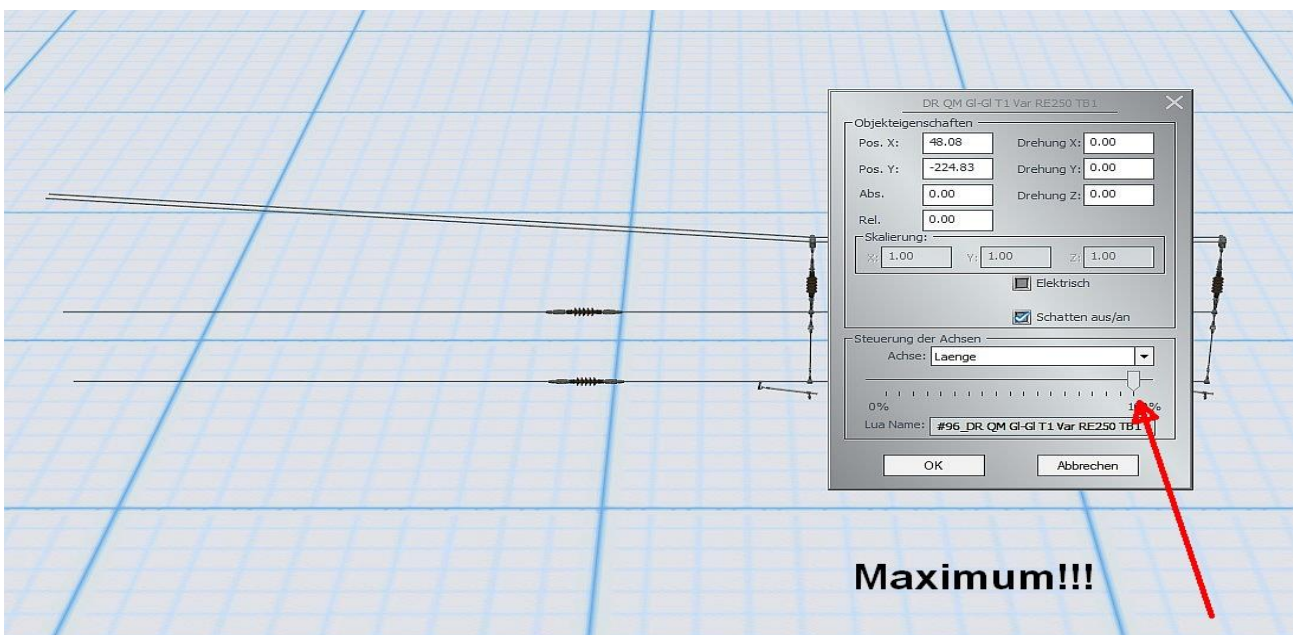 DR QM Gl-Gl T1 Var RE250 TB1
Objekteigenschaften
Pos. X: 48.08 Drehung X: 0.00
Pos. Y: -224.83 Drehung Y: 0.00
Abs. 0.00 Drehung Z: 0.00
Rel. 0.00
Skalierung:
X: 1.00 Y: 1.00 Z: 1.00
Elektrisch
Schatten aus/an
Steuerung der Achsen
Achse: Laenge
0%
Lua Name: #96_DR QM Gl-Gl T1 Var RE250 TB1
OK Abbrechen
Maximum!!!